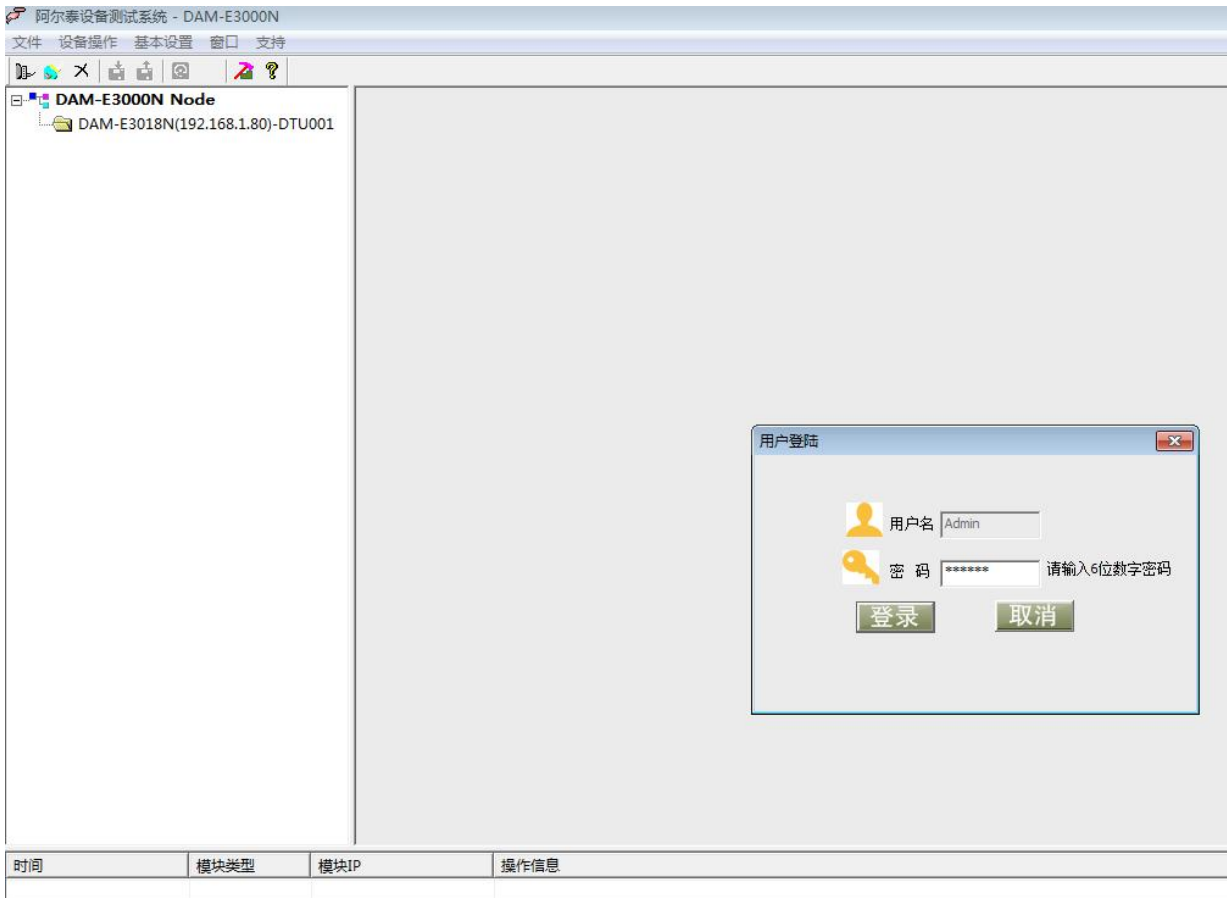 阿尔泰设备测试系统 - DAM-E3000N
文件 设备操作 基本设置 窗口 支持
DAM-E3000N Node
DAM-E3018N(192.168.1.80)-DTU001
用户登陆
用户名 Admin
密 码 ****** 请输入6位数字密码
登录 取消
时间 模块类型 模块IP 操作信息